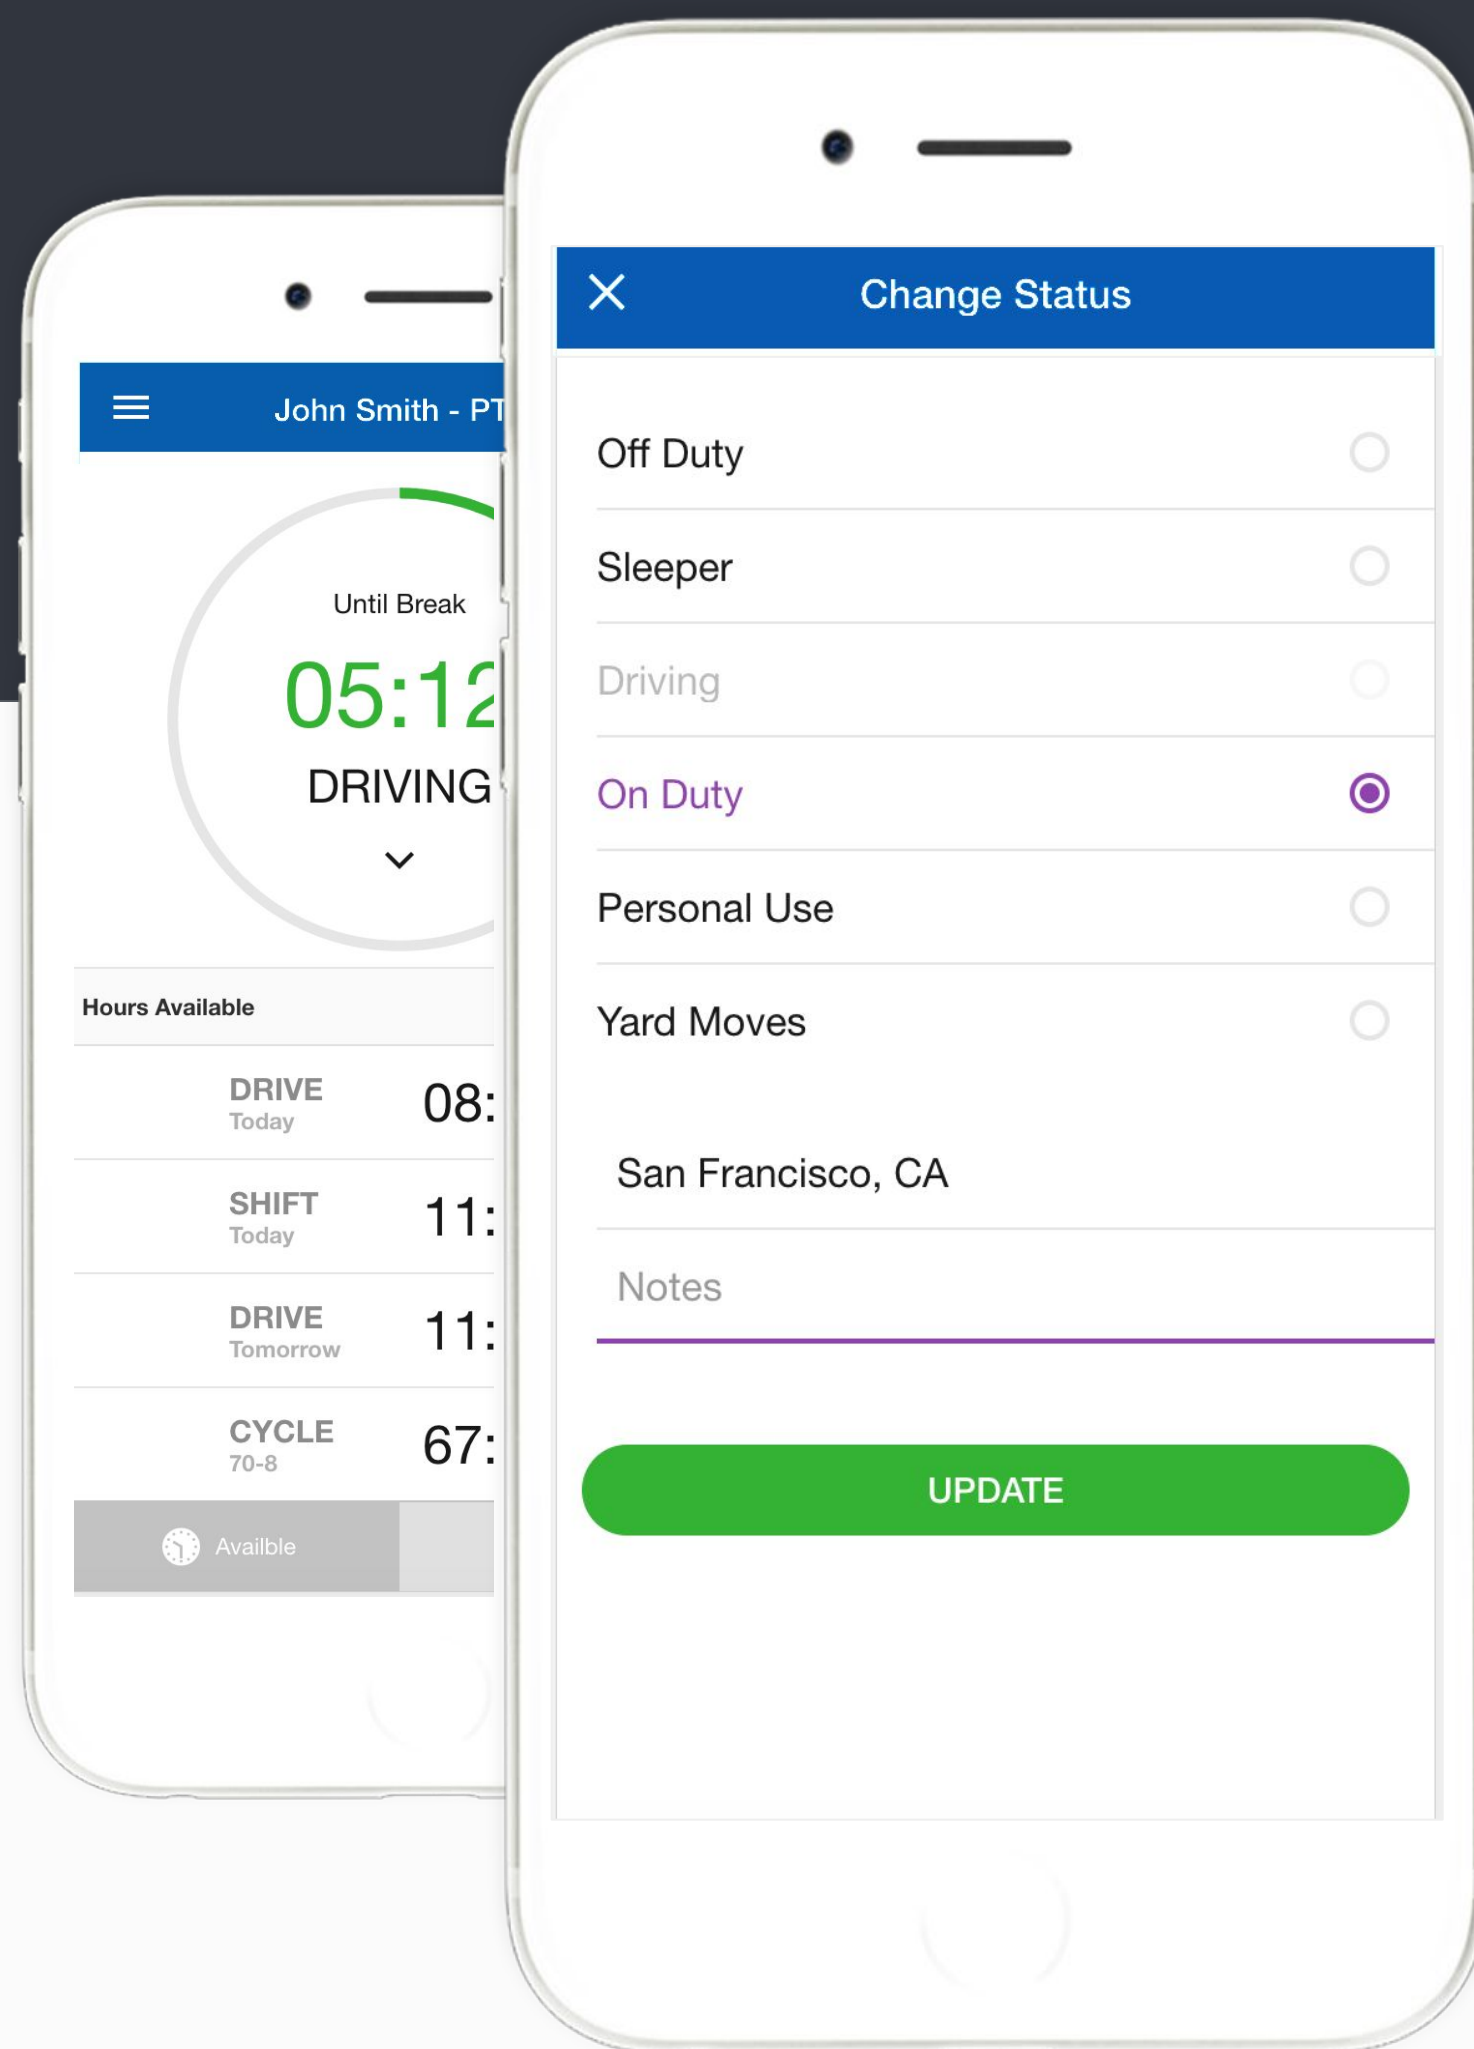 John Smith - PT
Until Break
05:12
DRIVING
Hours Available
DRIVE
Today
08:
SHIFT
Today
11:
DRIVE
Tomorrow
11:
CYCLE
70-8
67:
Availble
Change Status
Off Duty
Sleeper
Driving
On Duty
Personal Use
Yard Moves
San Francisco, CA
Notes
UPDATE